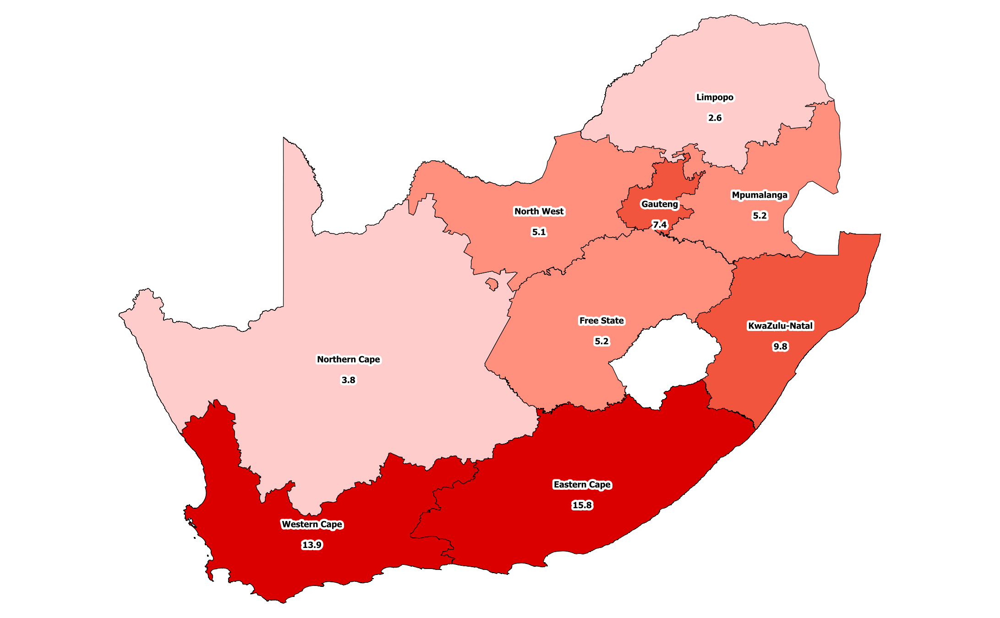 Limpopo
2.6
Mpumalanga
5.2
Gauteng
7.4
North West
5.1
Free State
5.2
KwaZulu-Natal
9.8
Northern Cape
3.8
Eastern Cape
15.8
Western Cape
13.9